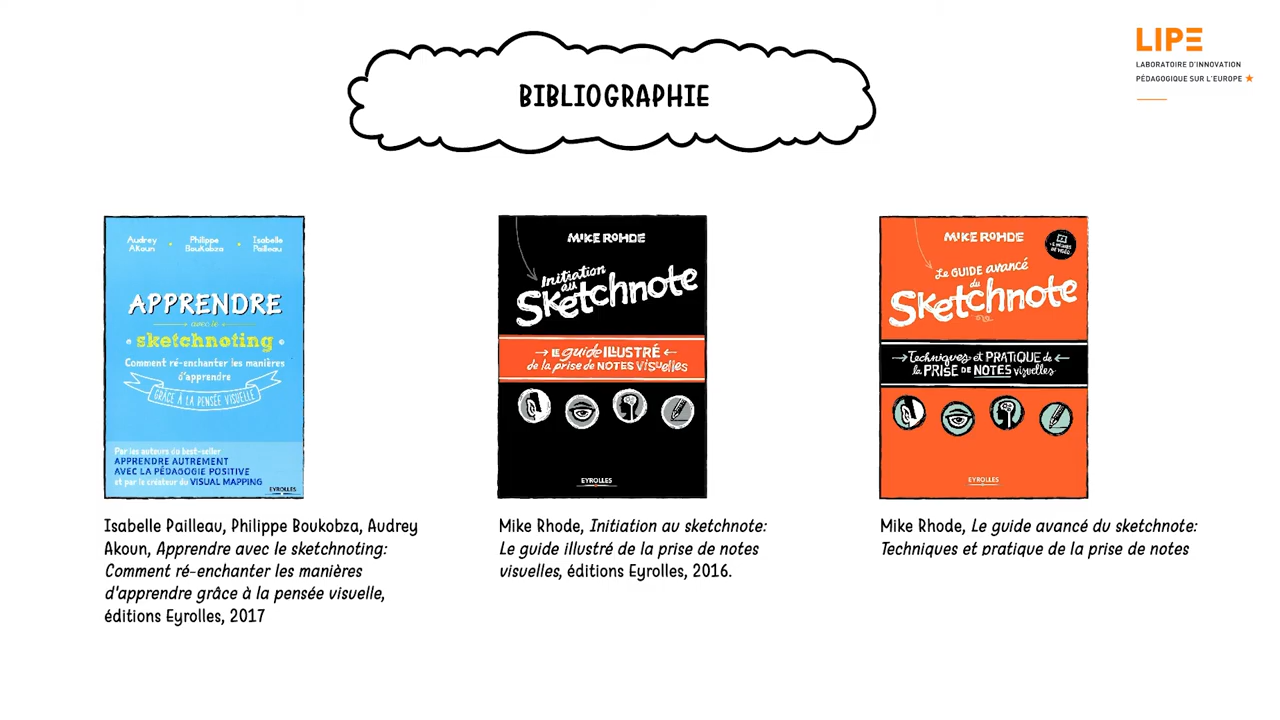 BIBLIOGRAPHIE
LIPE
LABORATOIRE D'INNOVATION
PÉDAGOGIQUE SUR L'EUROPE
Audrey Akoun • Philippe Boukobza • Isabelle Pailleau
APPRENDRE
avec le
sketchnoting
Comment ré-enchanter les manières
d'apprendre
GRÂCE À LA PENSÉE VISUELLE
Par les auteurs du best-seller
APPRENDRE AUTREMENT
AVEC LA PÉDAGOGIE POSITIVE
et par le créateur du VISUAL MAPPING
EYROLLES
MIKE ROHDE
Initiation
au
Sketchnote
LE guide ILLUSTRÉ
de la prise de NOTES VISUelles
EYROLLES
MIKE ROHDE
Le GUIDE avancé
du
Sketchnote
Techniques et PRATIQUE de
la PRISE DE NOTES visuelles
EYROLLES
Isabelle Pailleau, Philippe Boukobza, Audrey
Akoun, Apprendre avec le sketchnoting:
Comment ré-enchanter les manières
d'apprendre grâce à la pensée visuelle,
éditions Eyrolles, 2017
Mike Rhode, Initiation au sketchnote:
Le guide illustré de la prise de notes
visuelles, éditions Eyrolles, 2016.
Mike Rhode, Le guide avancé du sketchnote:
Techniques et pratique de la prise de notes